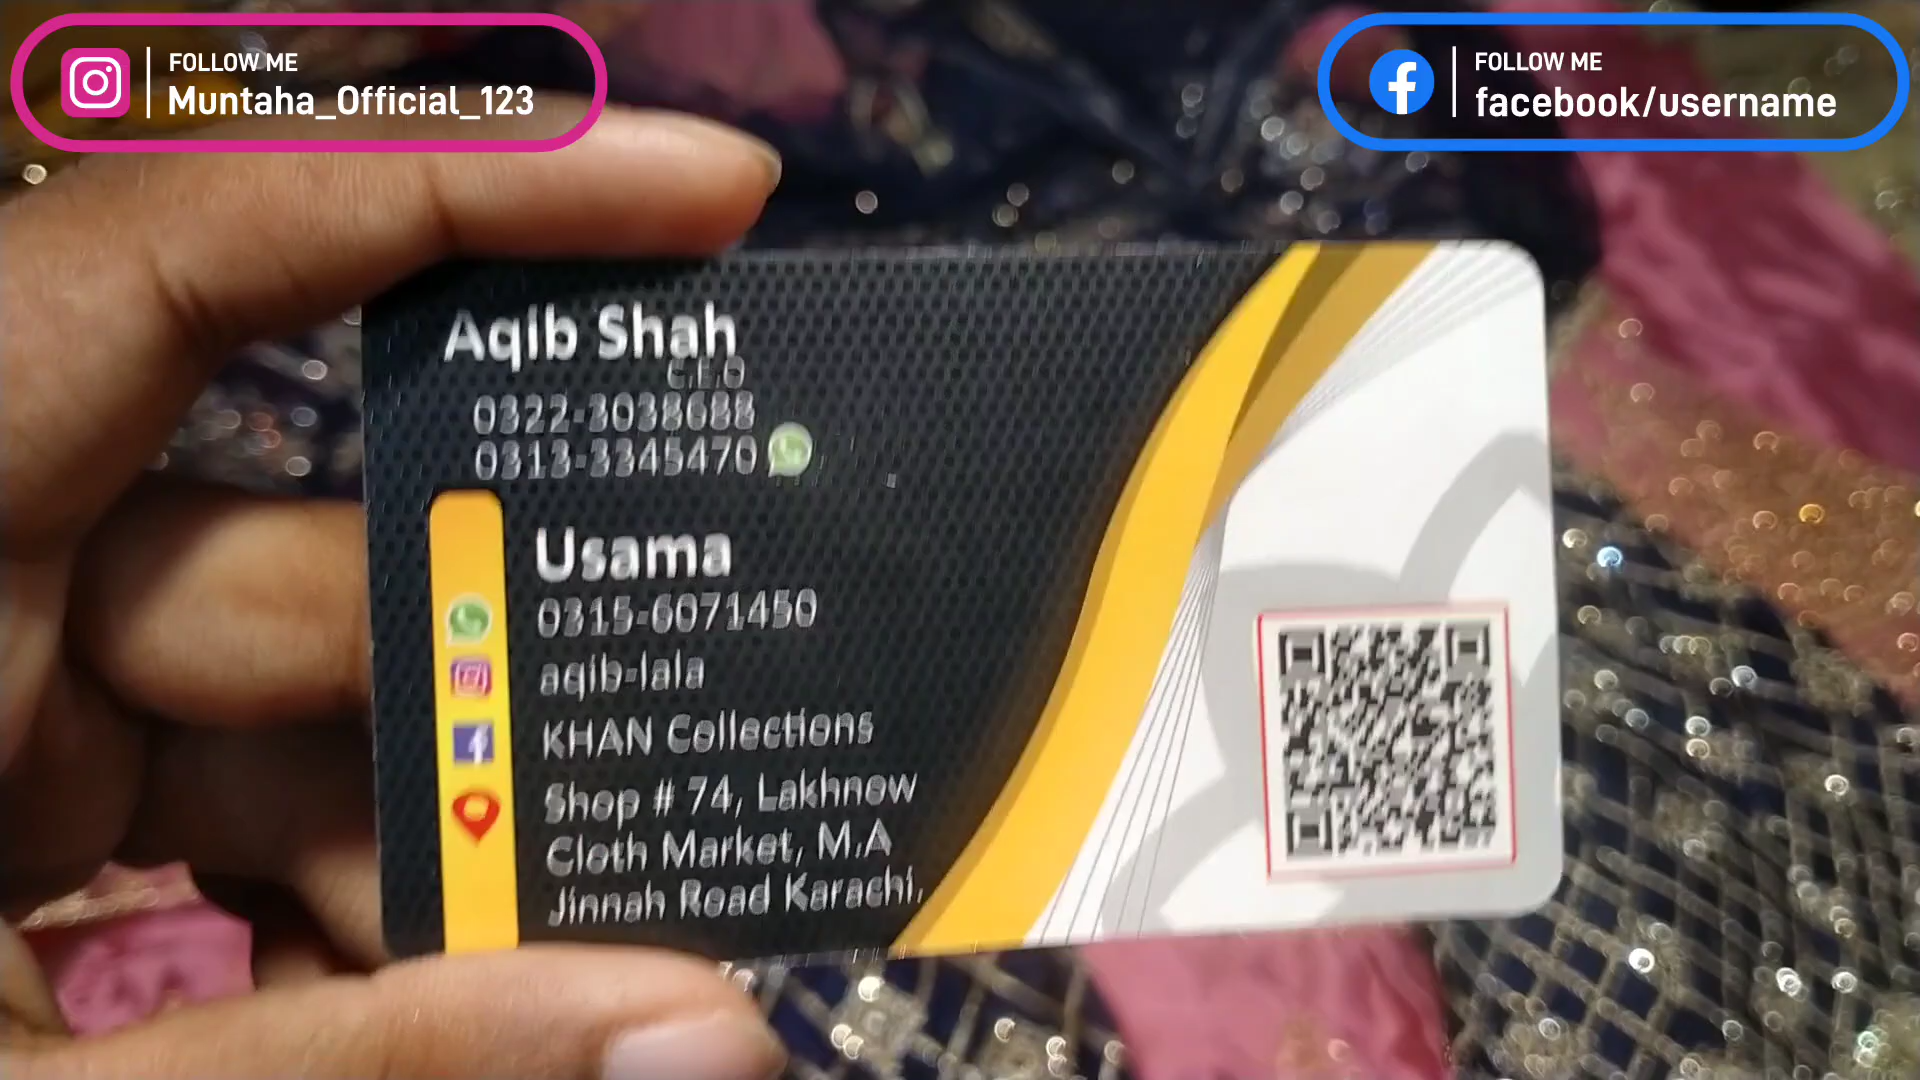 FOLLOW ME
Muntaha_Official_123
FOLLOW ME
facebook/username
Aqib Shah
C.E.O
0322-3038688
0313-3345470
Usama
0315-6071450
aqib-lala
KHAN Collections
Shop # 74, Lakhnow
Cloth Market, M.A
Jinnah Road Karachi,